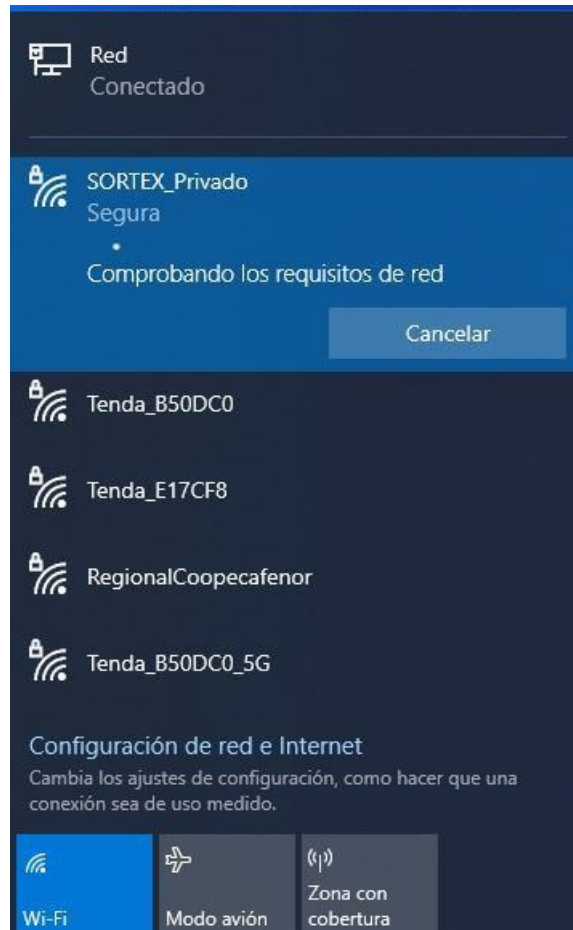 Red
Conectado
SORTEX_Privado
Segura
Comprobando los requisitos de red
Cancelar
Tenda_B50DC0
Tenda_E17CF8
RegionalCoopecafenor
Tenda_B50DC0_5G
Configuración de red e Internet
Cambia los ajustes de configuración, como hacer que una
conexión sea de uso medido.
Wi-Fi
Modo avión
Zona con
cobertura